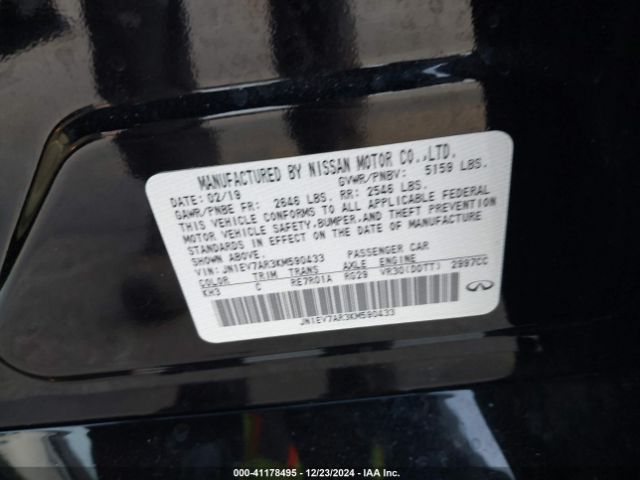 MANUFACTURED BY NISSAN MOTOR CO.,LTD.
DATE: 02/19 GVWR/PNBV: 5159 LBS.
GAWR/PNBE FR: 2646 LBS. RR: 2546 LBS.
THIS VEHICLE CONFORMS TO ALL APPLICABLE FEDERAL
MOTOR VEHICLE SAFETY, BUMPER, AND THEFT PREVENTION
STANDARDS IN EFFECT ON THE DATE OF MANUFACTURE
SHOWN ABOVE.
VIN: JN1EV7AR3KM590433 PASSENGER CAR
COLOR TRIM TRANS AXLE ENGINE
KH3 C RE7R01A RG29 VR30(DDTT) 2997CC
JN1EV7AR3KM590433
000-41178495 - 12/23/2024 - IAA Inc.